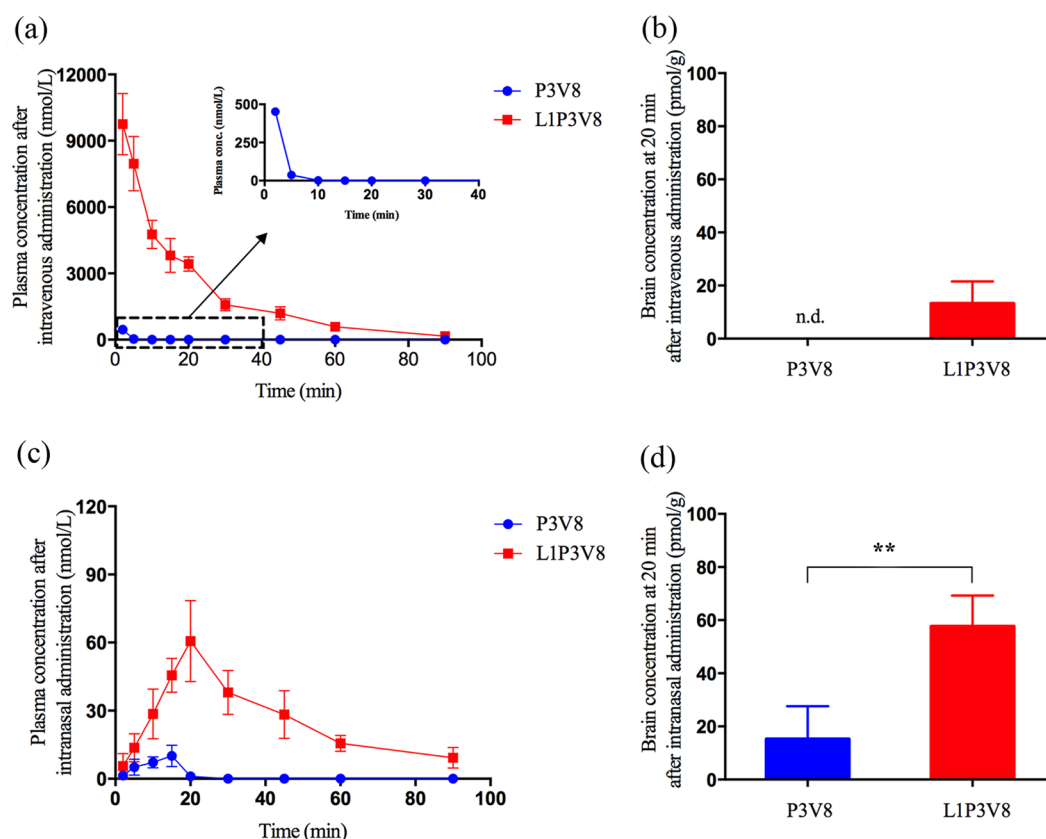 (a)
Plasma concentration after
intravenous administration (nmol/L)
12000
9000
6000
3000
0
0
20
40
60
80
100
Time (min)
Plasma conc. (nmol/L)
500
250
0
0
10
20
30
40
Time (min)
P3V8
L1P3V8
(b)
Brain concentration at 20 min
after intravenous administration (pmol/g)
100
80
60
40
20
0
n.d.
P3V8
L1P3V8
(c)
Plasma concentration after
intranasal administration (nmol/L)
120
90
60
30
0
0
20
40
60
80
100
Time (min)
P3V8
L1P3V8
(d)
Brain concentration at 20 min
after intranasal administration (pmol/g)
100
80
60
40
20
0
**
P3V8
L1P3V8